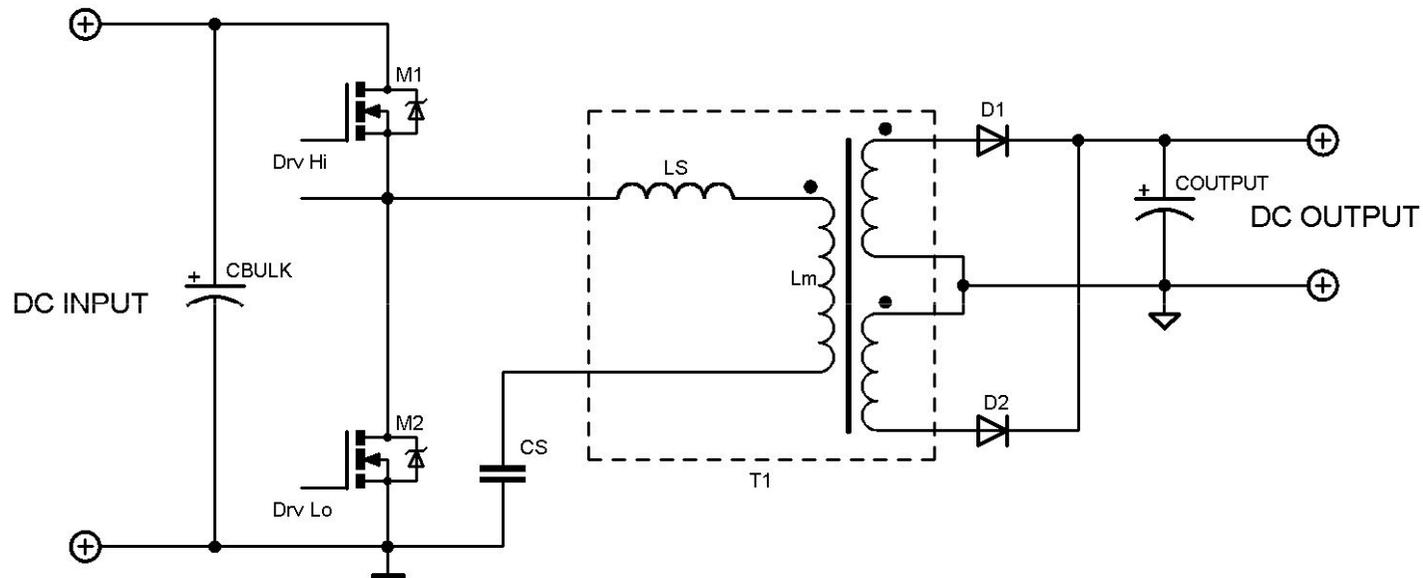 M1
Drv Hi
D1
LS
COUTPUT
+
DC OUTPUT
CBULK
+
DC INPUT
Lm
M2
D2
CS
T1
Drv Lo